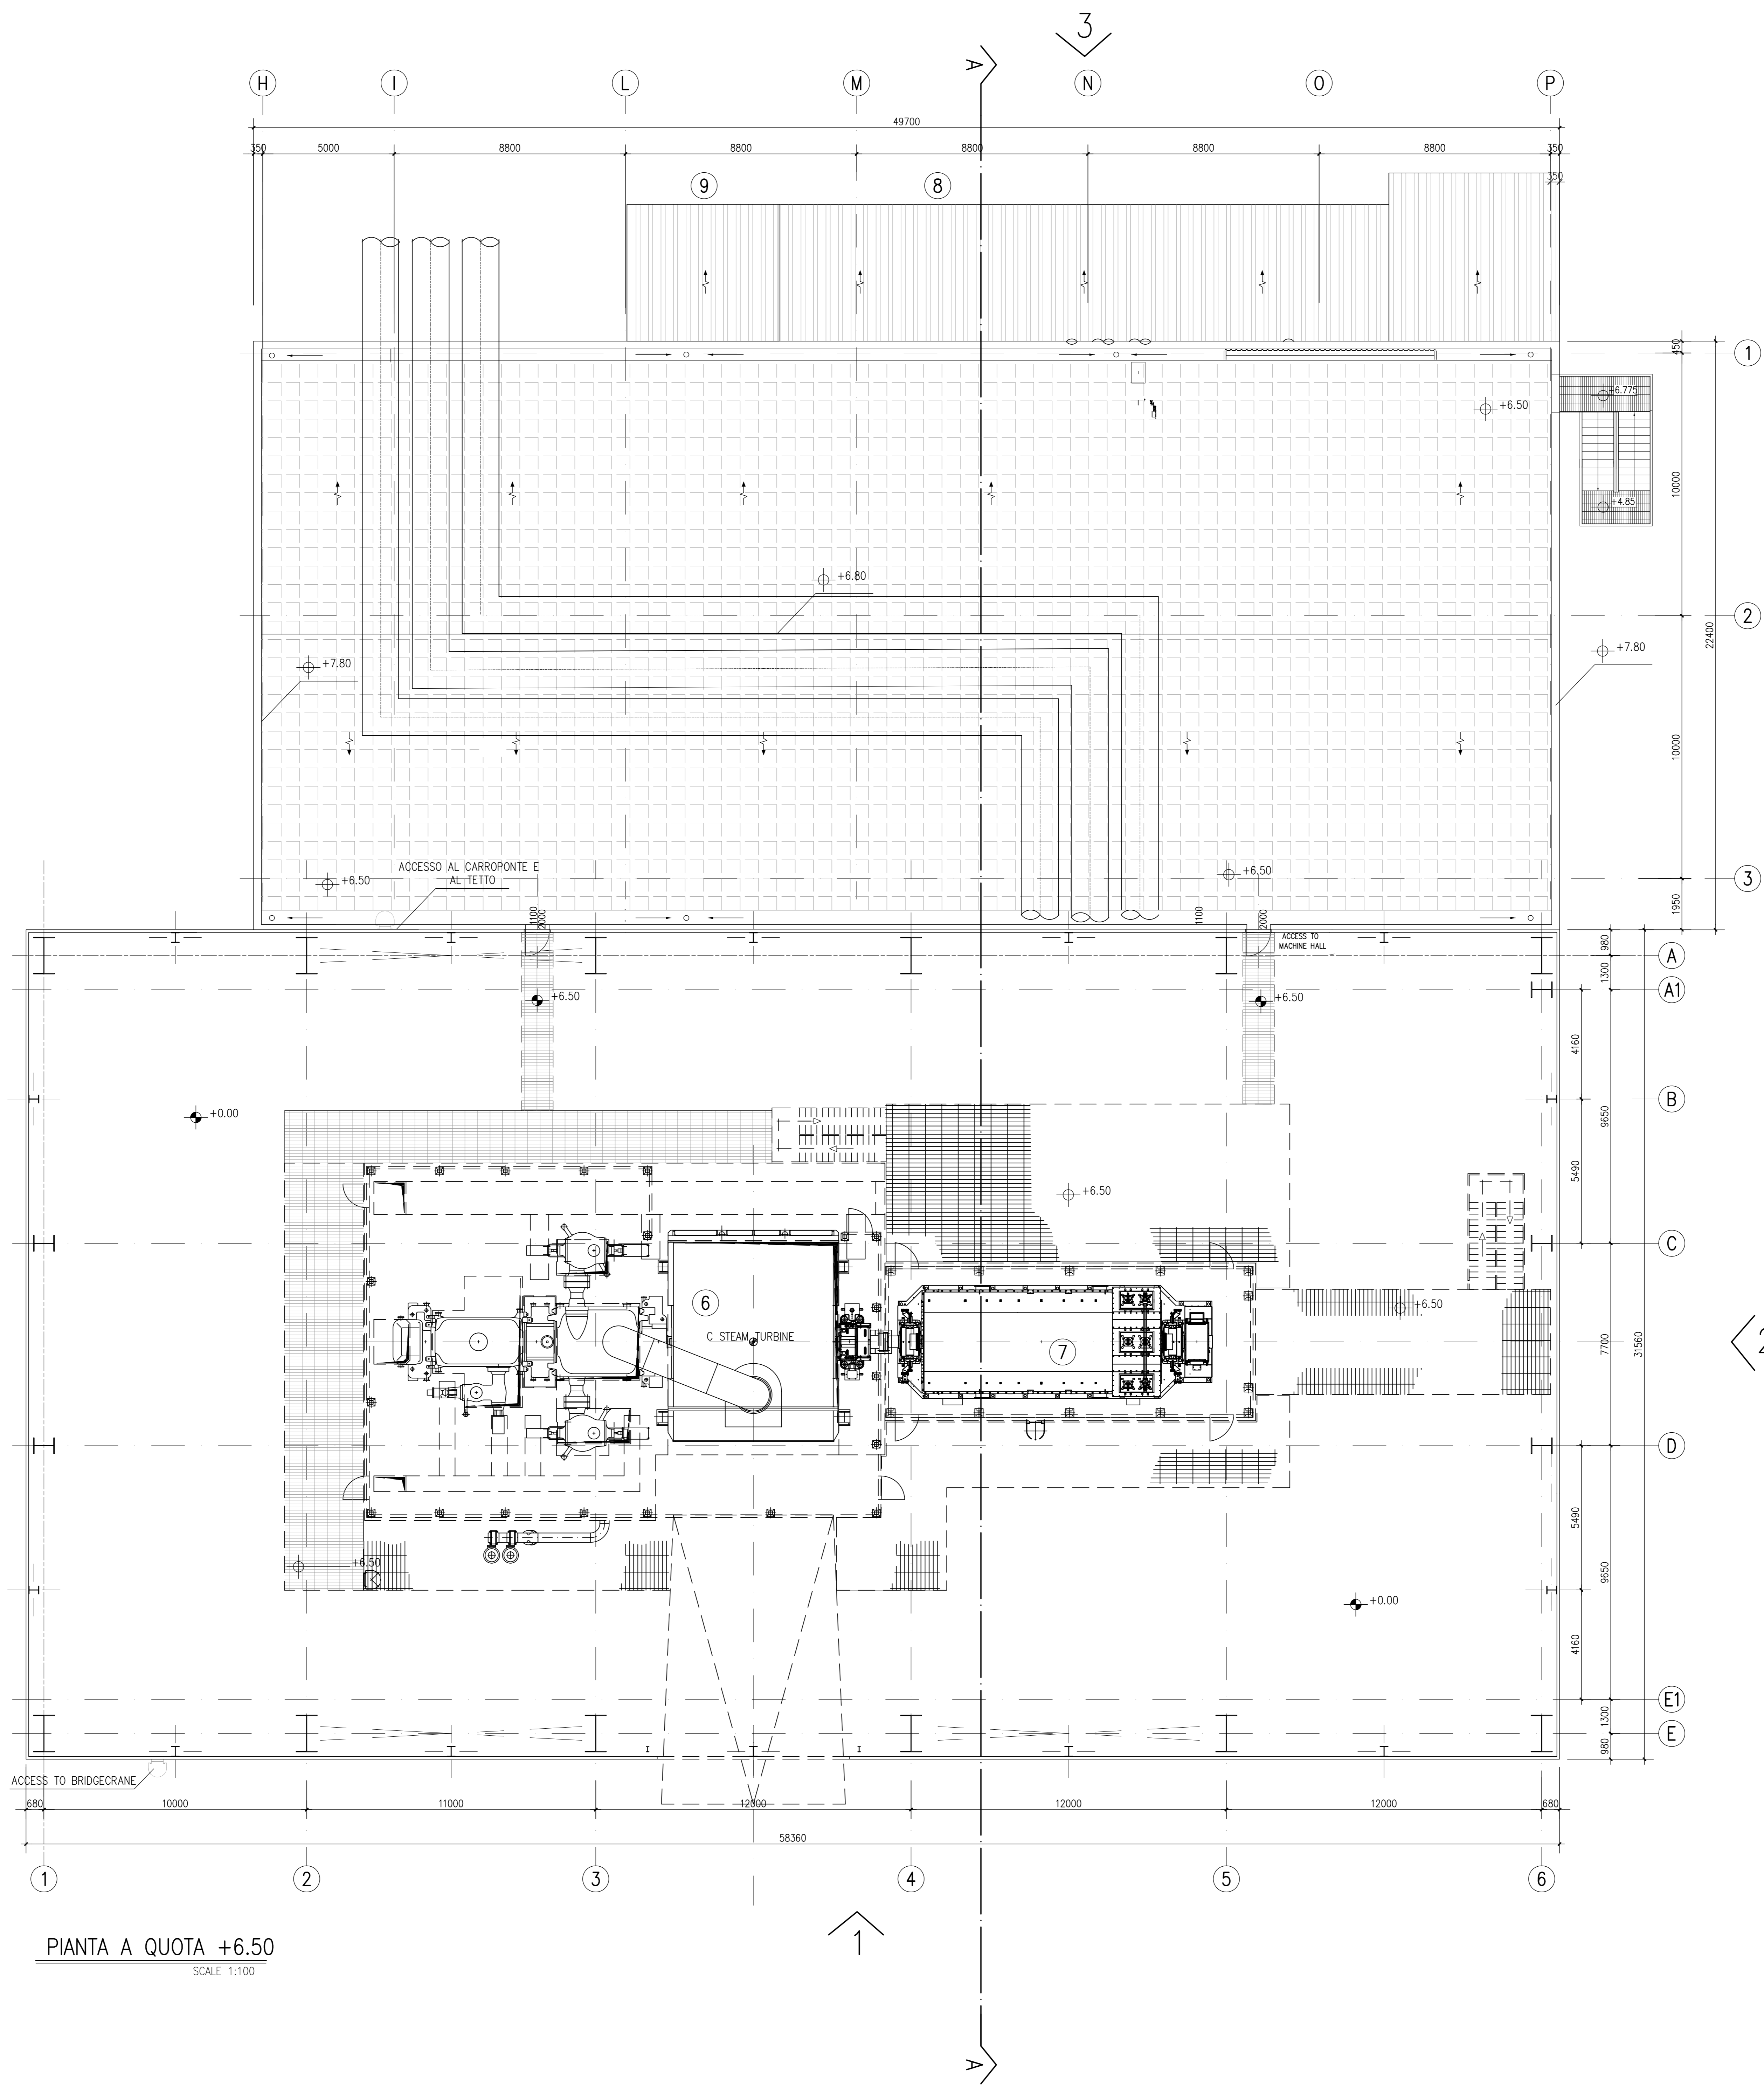 3
A
H I L M N O P
49700
350 5000 8800 8800 8800 8800 8800 350
350
9 8
450
1
+6.775
+6.50
10000
+4.85
+6.80
2
22400
+7.80
+7.80
10000
ACCESSO AL CARROPONTE E
AL TETTO
+6.50
+6.50
3
1950
1100
2000
1100
2000
ACCESS TO
MACHINE HALL
980
A
1300
+6.50
+6.50
A1
4160
+0.00
B
9650
5490
+6.50
C
6
+6.50
C STEAM TURBINE
7
7700
31560
2
D
5490
+6.50
9650
+0.00
4160
E1
1300
E
980
ACCESS TO BRIDGECRANE
680 10000 11000 12000 12000 12000 680
58360
1 2 3 4 5 6
1
PIANTA A QUOTA +6.50
SCALE 1:100
A